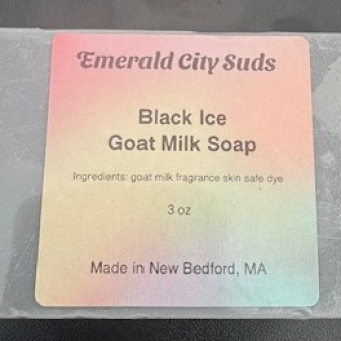 Emerald City Suds
Black Ice
Goat Milk Soap
Ingredients: goat milk fragrance skin safe dye
3 oz
Made in New Bedford, MA